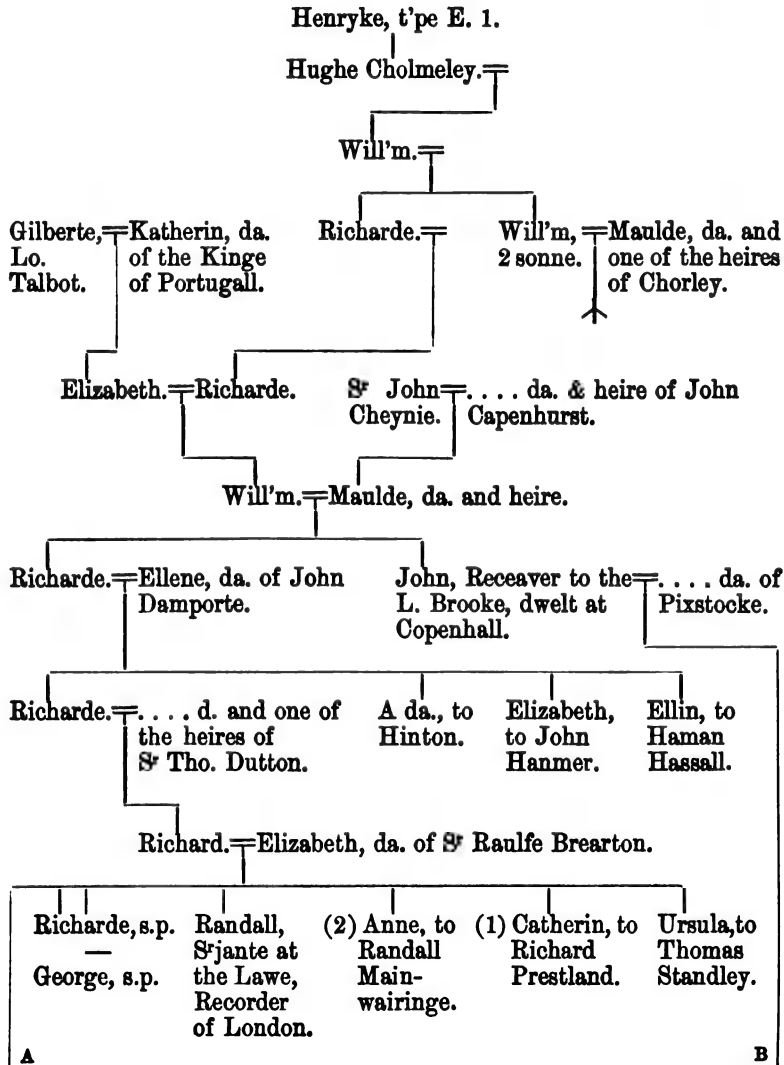 Henryke, t'pe E. 1.
Hughe Cholmeley.
Will'm.
Gilberte, Lo. Talbot.
Katherin, da. of the Kinge of Portugall.
Richarde.
Will'm, 2 sonne.
Maulde, da. and one of the heires of Chorley.
Elizabeth.
Richarde.
Sr John Cheynie.
.... da. & heire of John Capenhurst.
Will'm.
Maulde, da. and heire.
Richarde.
Ellene, da. of John Damporte.
John, Receaver to the L. Brooke, dwelt at Copenhall.
.... da. of Pixstocke.
Richarde.
.... d. and one of the heires of Sr Tho. Dutton.
A da., to Hinton.
Elizabeth, to John Hanmer.
Ellin, to Haman Hassall.
Richard.
Elizabeth, da. of Sr Raulfe Brearton.
Richarde, s.p.
—
George, s.p.
Randall, Srjante at the Lawe, Recorder of London.
(2) Anne, to Randall Main-wairinge.
(1) Catherin, to Richard Prestland.
Ursula, to Thomas Standley.
A
B